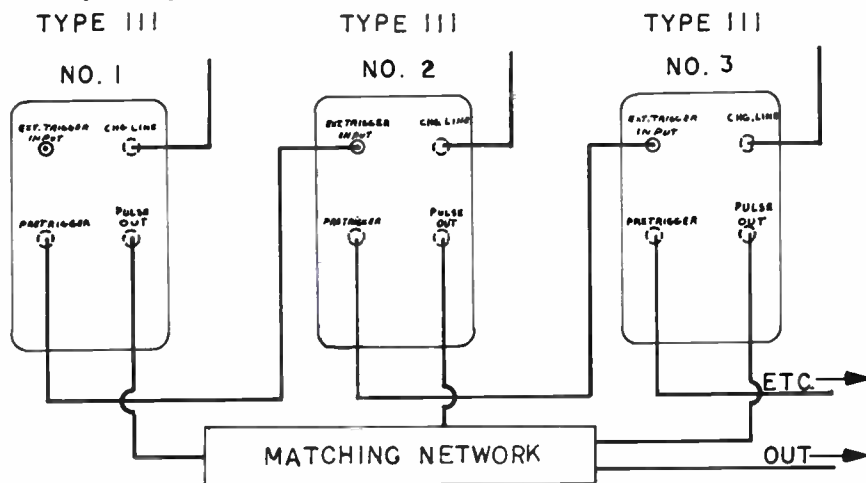 TYPE III
NO. 1
EXT. TRIGGER
INPUT
CHG LINE
PRETRIGGER
PULSE
OUT
TYPE III
NO. 2
EXT. TRIGGER
INPUT
CHG. LINE
PRETRIGGER
PULSE
OUT
TYPE III
NO. 3
EXT. TRIGGER
INPUT
CHG. LINE
PRETRIGGER
PULSE
OUT
ETC.
MATCHING NETWORK
OUT